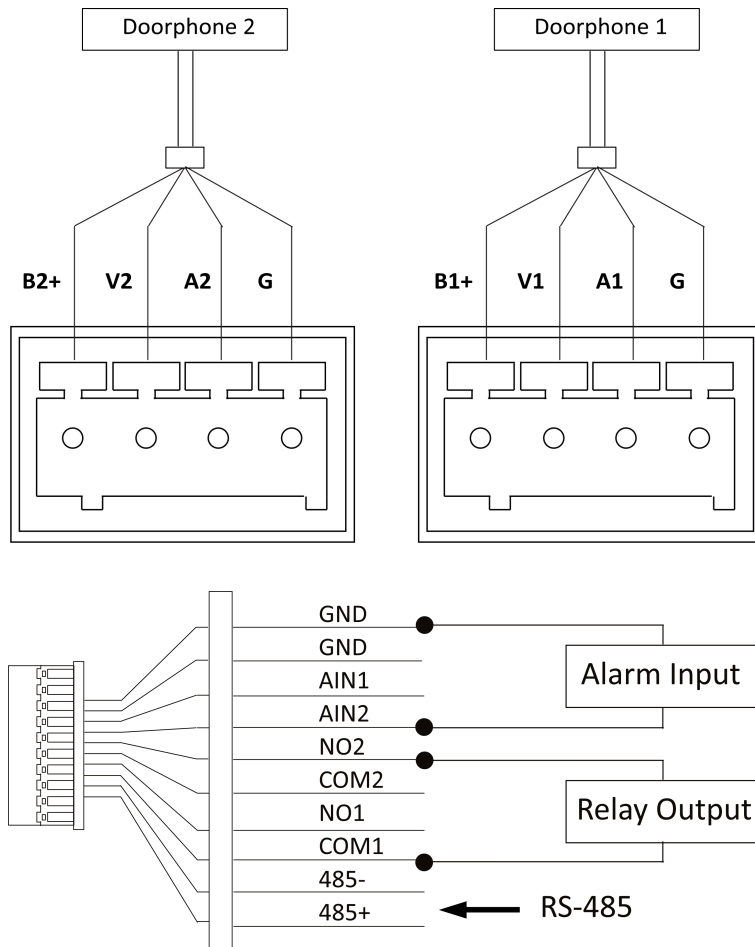 Doorphone 2 Doorphone 1
B2+ V2 A2 G B1+ V1 A1 G
GND
GND
AIN1
AIN2
NO2
COM2
NO1
COM1
485-
485+
Alarm Input
Relay Output
RS-485